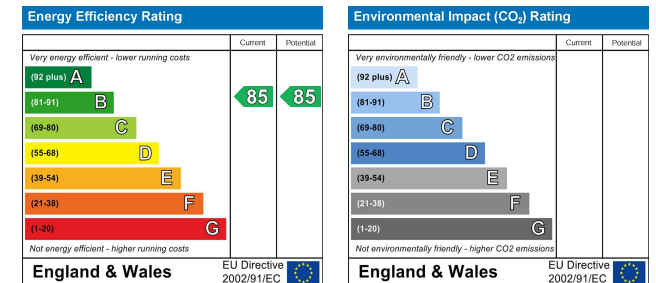 Energy Efficiency Rating
Current Potential
Very energy efficient - lower running costs
(92 plus) A
(81-91) B
85 85
(69-80) C
(55-68) D
(39-54) E
(21-38) F
(1-20) G
Not energy efficient - higher running costs
England & Wales
EU Directive
2002/91/EC
Environmental Impact (CO₂) Rating
Current Potential
Very environmentally friendly - lower CO2 emissions
(92 plus) A
(81-91) B
(69-80) C
(55-68) D
(39-54) E
(21-38) F
(1-20) G
Not environmentally friendly - higher CO2 emissions
England & Wales
EU Directive
2002/91/EC